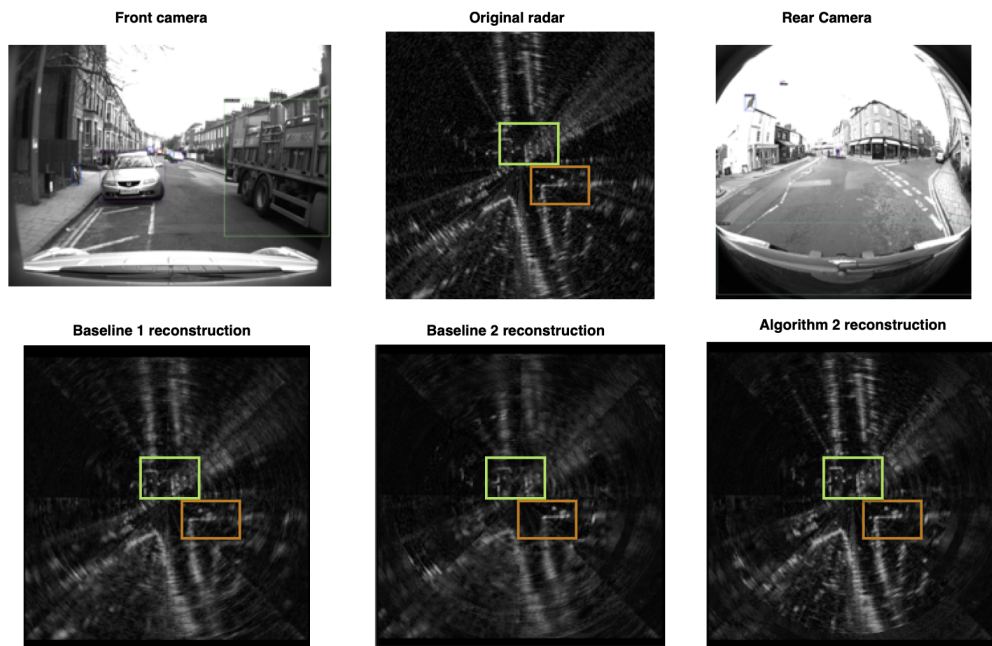 Front camera
Original radar
Rear Camera
Baseline 1 reconstruction
Baseline 2 reconstruction
Algorithm 2 reconstruction